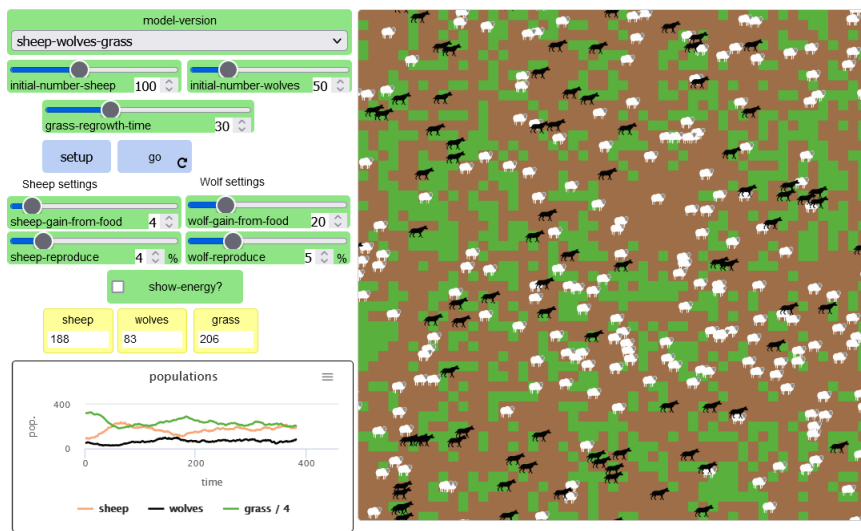 model-version
sheep-wolves-grass
initial-number-sheep 100
initial-number-wolves 50
grass-regrowth-time 30
setup
go
Sheep settings
Wolf settings
sheep-gain-from-food 4
wolf-gain-from-food 20
sheep-reproduce 4 %
wolf-reproduce 5 %
show-energy?
sheep
188
wolves
83
grass
206
populations
pop.
400
0
0
200
400
time
sheep
wolves
grass / 4